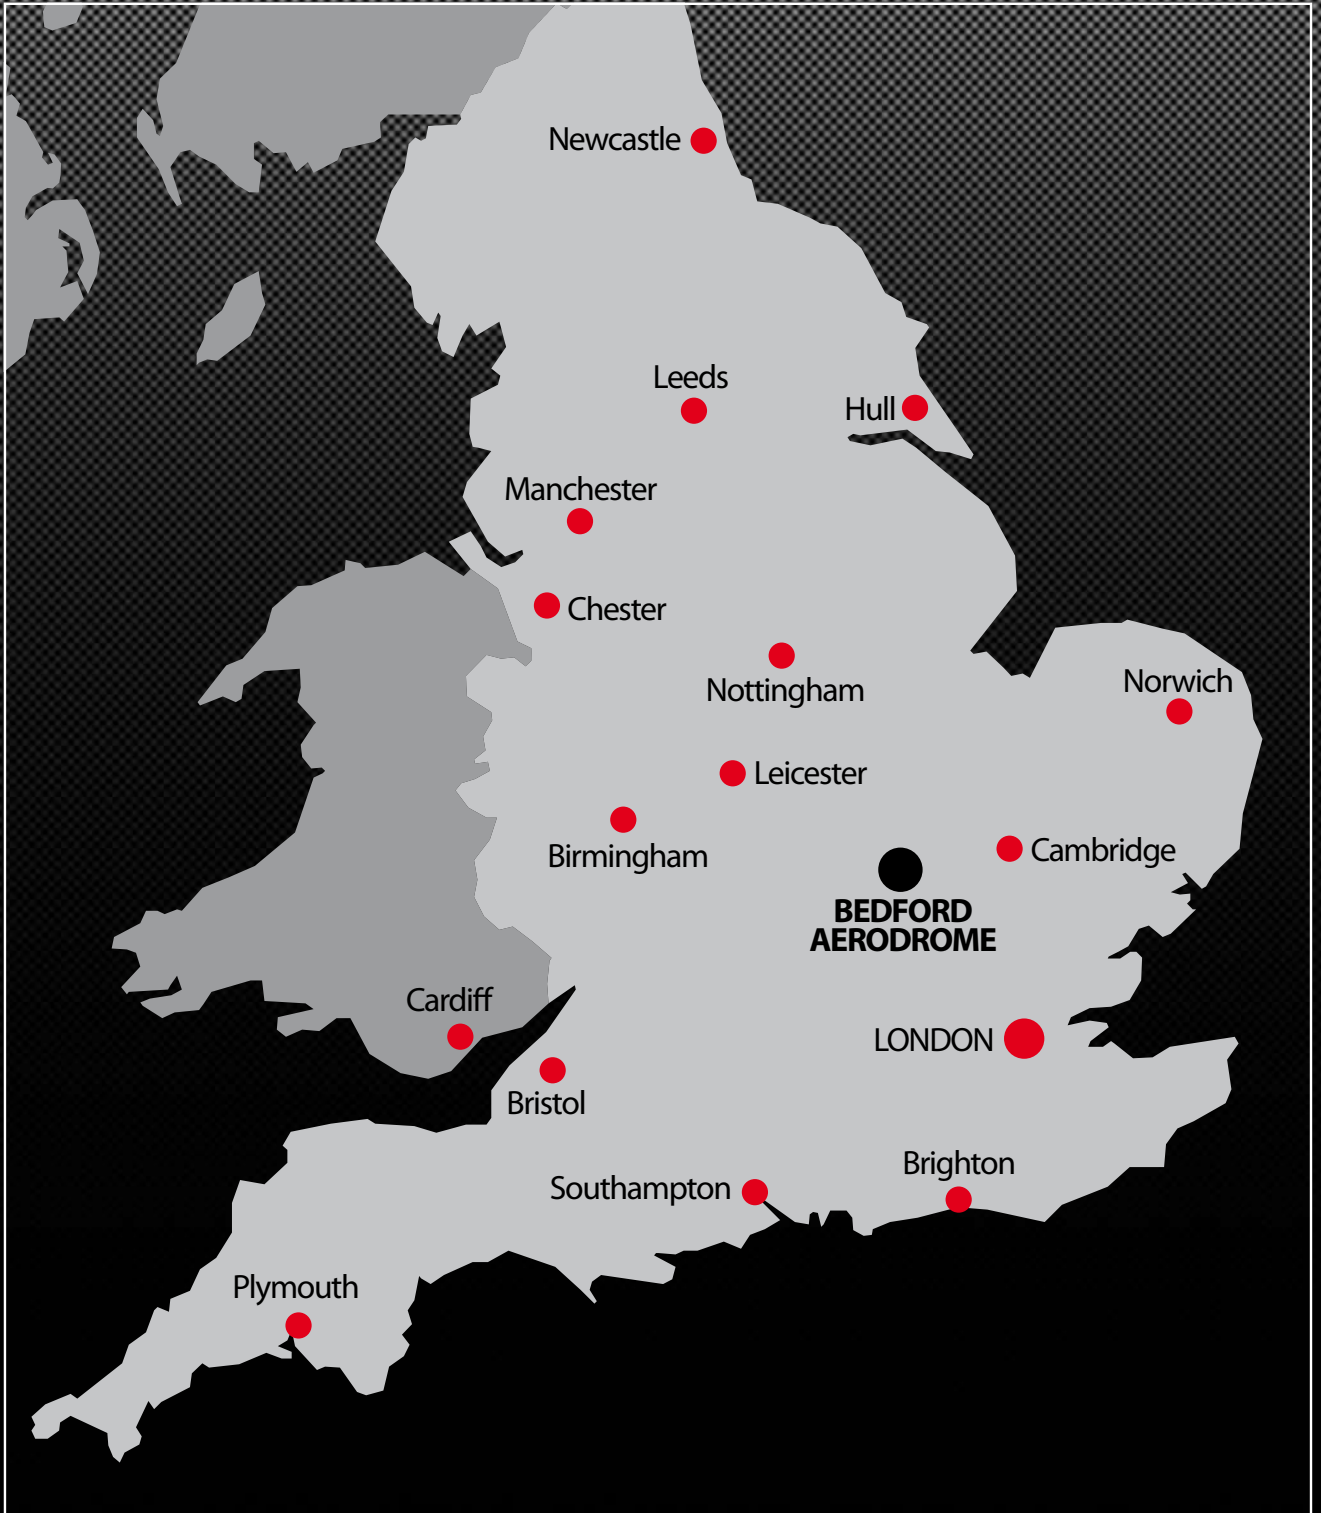 Newcastle
Leeds
Hull
Manchester
Chester
Nottingham
Norwich
Leicester
Birmingham
Cambridge
BEDFORD
AERODROME
Cardiff
LONDON
Bristol
Brighton
Southampton
Plymouth